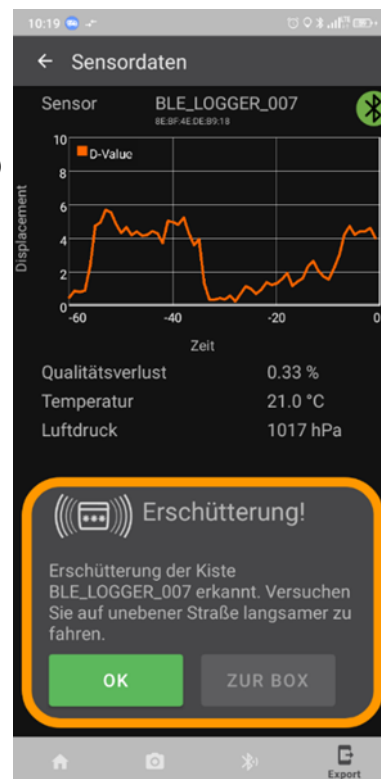 10:19
← Sensordaten
Sensor BLE_LOGGER_007
8E:BF:4E:DE:B9:18
10
D-Value
8
6
4
2
0
Displacement
-60 -40 -20 0
Zeit
Qualitätsverlust 0.33 %
Temperatur 21.0 °C
Luftdruck 1017 hPa
Erschütterung!
Erschütterung der Kiste
BLE_LOGGER_007 erkannt. Versuchen
Sie auf unebener Straße langsamer zu
fahren.
OK ZUR BOX
Export